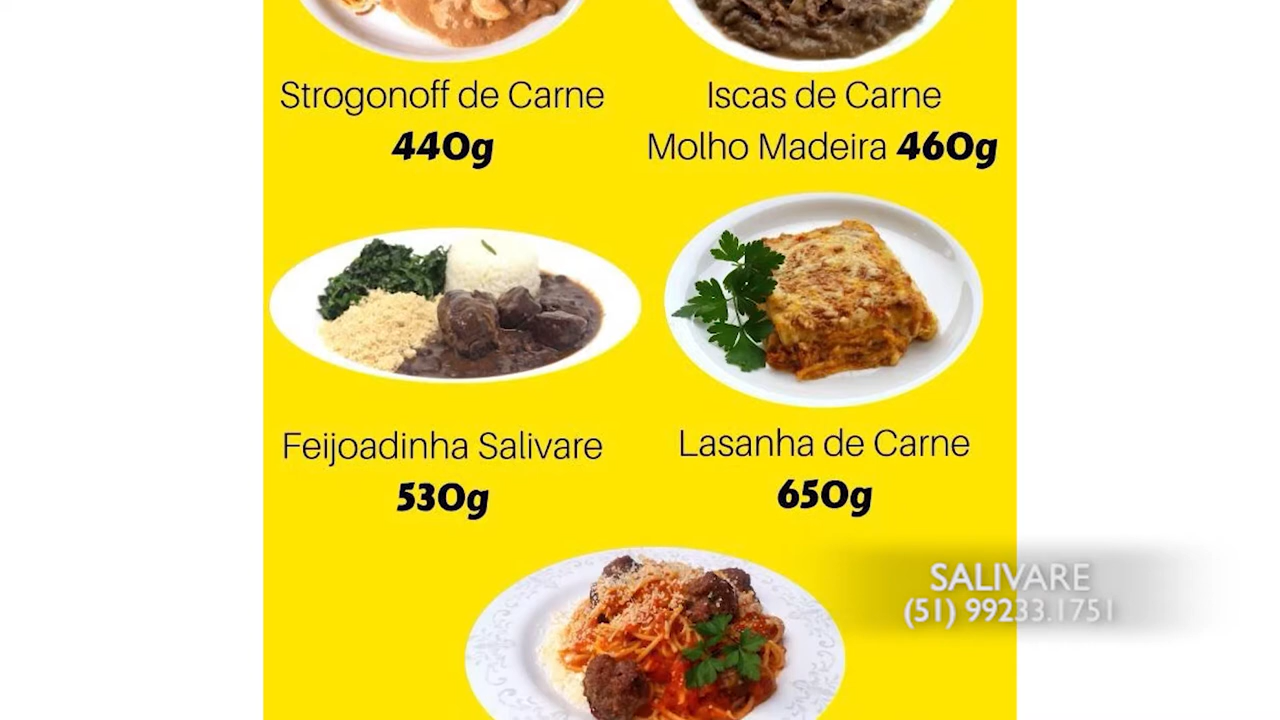 Strogonoff de Carne
440g
Iscas de Carne
Molho Madeira 460g
Feijoadinha Salivare
530g
Lasanha de Carne
650g
SALIVARE
(51) 99233.1751